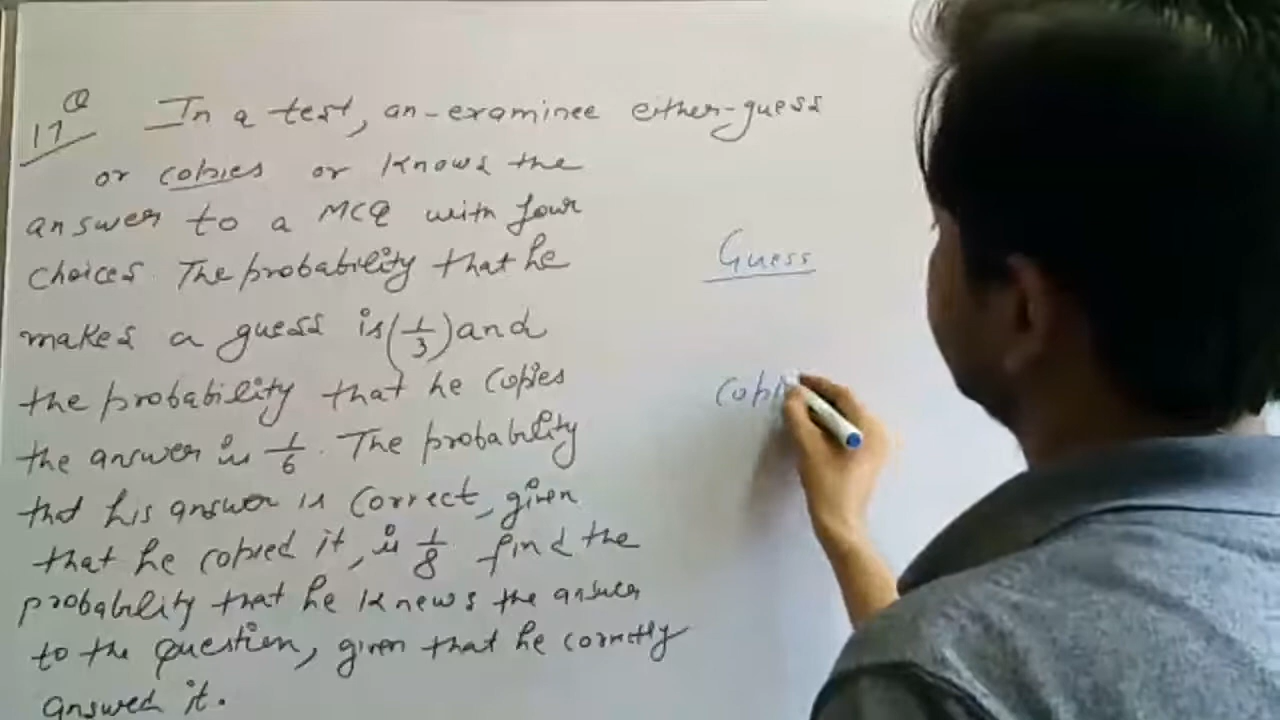 Q
17 In a test, an-examinee either-guess
or copies or knows the
answer to a MCQ with four
choices. The probability that he
makes a guess is (1/3) and
the probability that he copies
the answer is 1/6. The probability
that his answer is correct, given
that he copied it, is 1/8 find the
probability that he knews the answer
to the question, given that he correctly
answed it.
Guess
Copi